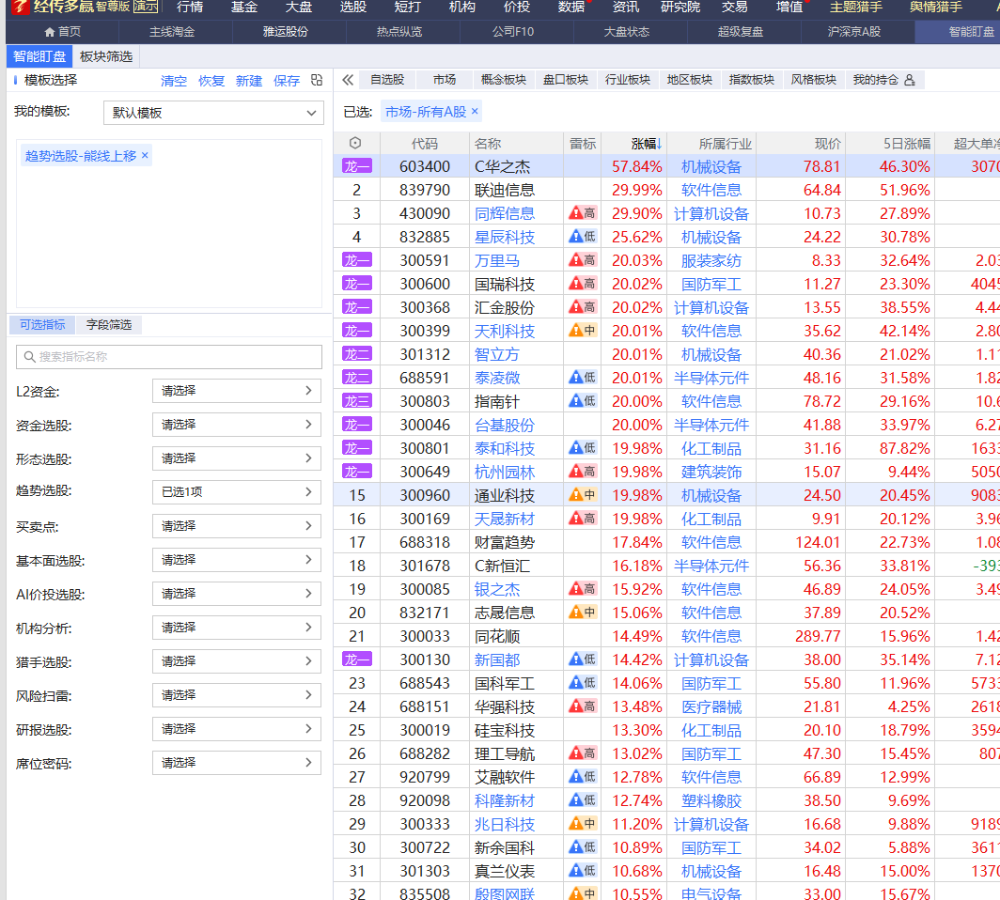 经传多赢 智尊版 演示 行情 基金 大盘 选股 短打 机构 价投 数据 资讯 研究院 交易 增值 主题猎手 舆情猎手
首页 主线淘金 雅运股份 热点纵览 公司F10 大盘状态 超级复盘 沪深京A股 智能盯盘
智能盯盘 板块筛选
模板选择 清空 恢复 新建 保存
自选股 市场 概念板块 盘口板块 行业板块 地区板块 指数板块 风格板块 我的持仓
我的模板: 默认模板
已选: 市场-所有A股 ×
趋势选股-熊线上移 ×
可选指标 字段筛选
搜索指标名称
L2资金: 请选择
资金选股: 请选择
形态选股: 请选择
趋势选股: 已选1项
买卖点: 请选择
基本面选股: 请选择
AI价投选股: 请选择
机构分析: 请选择
猎手选股: 请选择
风险扫雷: 请选择
研报选股: 请选择
席位密码: 请选择
代码 名称 雷标 涨幅↓ 所属行业 现价 5日涨幅 超大单净
龙一 603400 C华之杰 57.84% 机械设备 78.81 46.30% 3070
2 839790 联迪信息 29.99% 软件信息 64.84 51.96%
3 430090 同辉信息 高 29.90% 计算机设备 10.73 27.89%
4 832885 星辰科技 低 25.62% 机械设备 24.22 30.78%
龙一 300591 万里马 高 20.03% 服装家纺 8.33 32.64% 2.03
龙一 300600 国瑞科技 高 20.02% 国防军工 11.27 23.30% 4045
龙一 300368 汇金股份 高 20.02% 计算机设备 13.55 38.55% 4.44
龙一 300399 天利科技 中 20.01% 软件信息 35.62 42.14% 2.80
龙二 301312 智立方 20.01% 机械设备 40.36 21.02% 1.11
龙二 688591 泰凌微 低 20.01% 半导体元件 48.16 31.58% 1.82
龙三 300803 指南针 低 20.00% 软件信息 78.72 29.16% 10.6
龙一 300046 台基股份 20.00% 半导体元件 41.88 33.97% 6.27
龙一 300801 泰和科技 低 19.98% 化工制品 31.16 87.82% 1633
龙一 300649 杭州园林 高 19.98% 建筑装饰 15.07 9.44% 5050
15 300960 通业科技 中 19.98% 机械设备 24.50 20.45% 9083
16 300169 天晟新材 高 19.98% 化工制品 9.91 20.12% 3.96
17 688318 财富趋势 17.84% 软件信息 124.01 22.73% 1.08
18 301678 C新恒汇 16.18% 半导体元件 56.36 33.81% -393
19 300085 银之杰 高 15.92% 软件信息 46.89 24.05% 3.49
20 832171 志晟信息 中 15.06% 软件信息 37.89 20.52%
21 300033 同花顺 14.49% 软件信息 289.77 15.96% 1.42
龙一 300130 新国都 低 14.42% 计算机设备 38.00 35.14% 7.12
23 688543 国科军工 低 14.06% 国防军工 55.80 11.96% 5733
24 688151 华强科技 高 13.48% 医疗器械 21.81 4.25% 2618
25 300019 硅宝科技 13.30% 化工制品 20.10 18.79% 3594
26 688282 理工导航 高 13.02% 国防军工 47.30 15.45% 807
27 920799 艾融软件 低 12.78% 软件信息 66.89 12.99%
28 920098 科隆新材 低 12.74% 塑料橡胶 38.50 9.69%
29 300333 兆日科技 中 11.20% 计算机设备 16.68 9.88% 9189
30 300722 新余国科 低 10.89% 国防军工 34.02 5.88% 3611
31 301303 真兰仪表 低 10.68% 机械设备 16.48 15.00% 1370
32 835508 殷图网联 中 10.55% 电气设备 33.00 15.67%